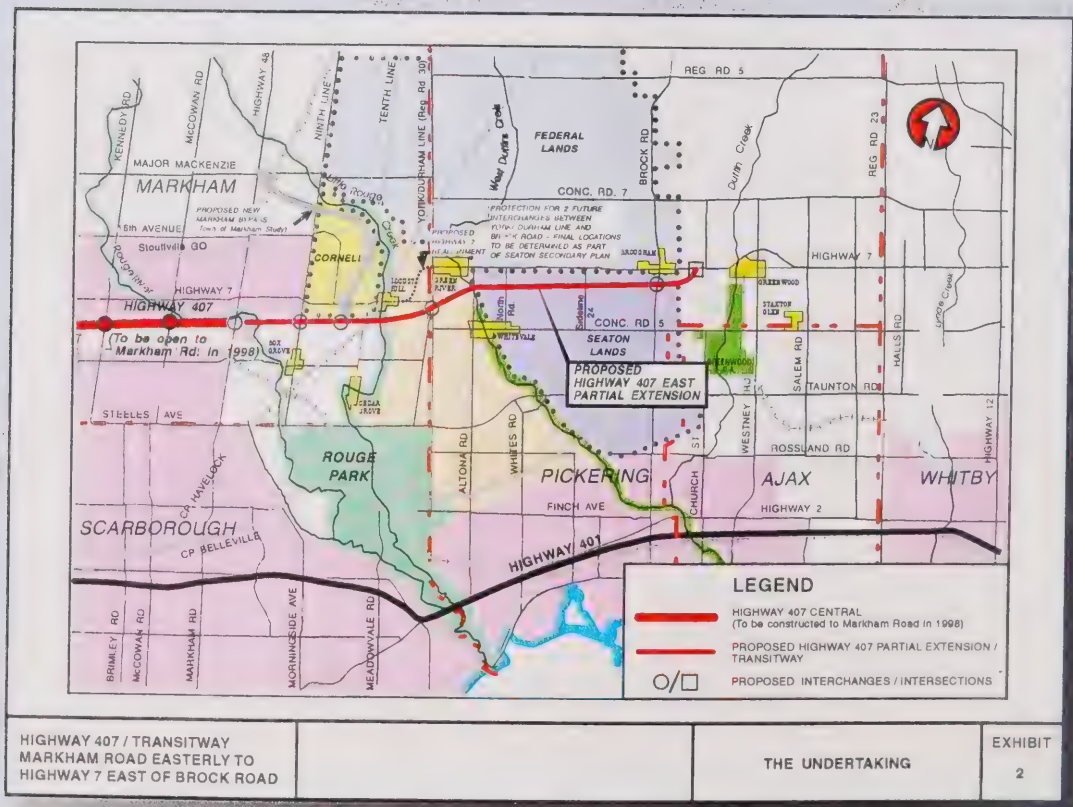 REG RD 5
KENNEDY RD
McCOWAN RD
HIGHWAY 48
NINTH LINE
TENTH LINE
YORK/DURHAM LINE (Reg Rd 30)
West Duffin Creek
FEDERAL
LANDS
BROCK RD
Duffin Creek
REG RD 23
N
MAJOR MACKENZIE
MARKHAM
Little Rouge
Creek
CONC. RD. 7
PROPOSED NEW
MARKHAM BYPASS
(Town of Markham Study)
16th AVENUE
Stouffville GO
Rouge River
CORNELL
PROPOSED
HIGHWAY 7
REALIGNMENT
PROTECTION FOR 2 FUTURE
INTERCHANGES BETWEEN
YORK/DURHAM LINE AND
BROCK ROAD - FINAL LOCATIONS
TO BE DETERMINED AS PART
OF SEATON SECONDARY PLAN
BROUGHAM
HIGHWAY 7
GREENWOOD
LOCUST
HILL
GREEN
RIVER
HIGHWAY 7
HIGHWAY 407
(To be open to
Markham Rd: in 1998)
BOX
GROVE
CEDAR
GROVE
North
Rd.
Sideline
24
WHITEVALE
CONC. RD 5
SEATON
LANDS
STAXTON
GLEN
GREENWOOD
SALEM RD
HALLS RD
Lynde Creek
PROPOSED
HIGHWAY 407 EAST
PARTIAL EXTENSION
TAUNTON RD
STEELES AVE
ROUGE
PARK
ALTONA RD
WHITES RD
PICKERING
CHURCH ST
WESTNEY RD
ROSSLAND RD
AJAX
WHITBY
HIGHWAY 12
CP HAVELOCK
SCARBOROUGH
CP BELLEVILLE
FINCH AVE
HIGHWAY 2
HIGHWAY 401
BRIMLEY RD
McCOWAN RD
MARKHAM RD
MORNINGSIDE AVE
MEADOWVALE RD
LEGEND
HIGHWAY 407 CENTRAL
(To be constructed to Markham Road in 1998)
PROPOSED HIGHWAY 407 PARTIAL EXTENSION /
TRANSITWAY
PROPOSED INTERCHANGES / INTERSECTIONS
HIGHWAY 407 / TRANSITWAY
MARKHAM ROAD EASTERLY TO
HIGHWAY 7 EAST OF BROCK ROAD
THE UNDERTAKING
EXHIBIT
2